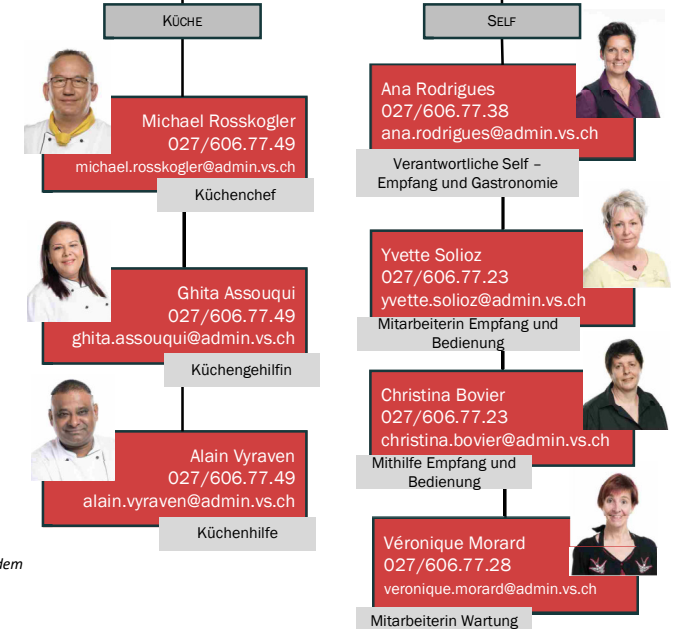 KÜCHE
Michael Rosskogler
027/606.77.49
michael.rosskogler@admin.vs.ch
Küchenchef
Ghita Assouqui
027/606.77.49
ghita.assouqui@admin.vs.ch
Küchengehilfin
Alain Vyraven
027/606.77.49
alain.vyraven@admin.vs.ch
Küchenhilfe
dem
SELF
Ana Rodrigues
027/606.77.38
ana.rodrigues@admin.vs.ch
Verantwortliche Self –
Empfang und Gastronomie
Yvette Solioz
027/606.77.23
yvette.solioz@admin.vs.ch
Mitarbeiterin Empfang und
Bedienung
Christina Bovier
027/606.77.23
christina.bovier@admin.vs.ch
Mithilfe Empfang und
Bedienung
Véronique Morard
027/606.77.28
veronique.morard@admin.vs.ch
Mitarbeiterin Wartung